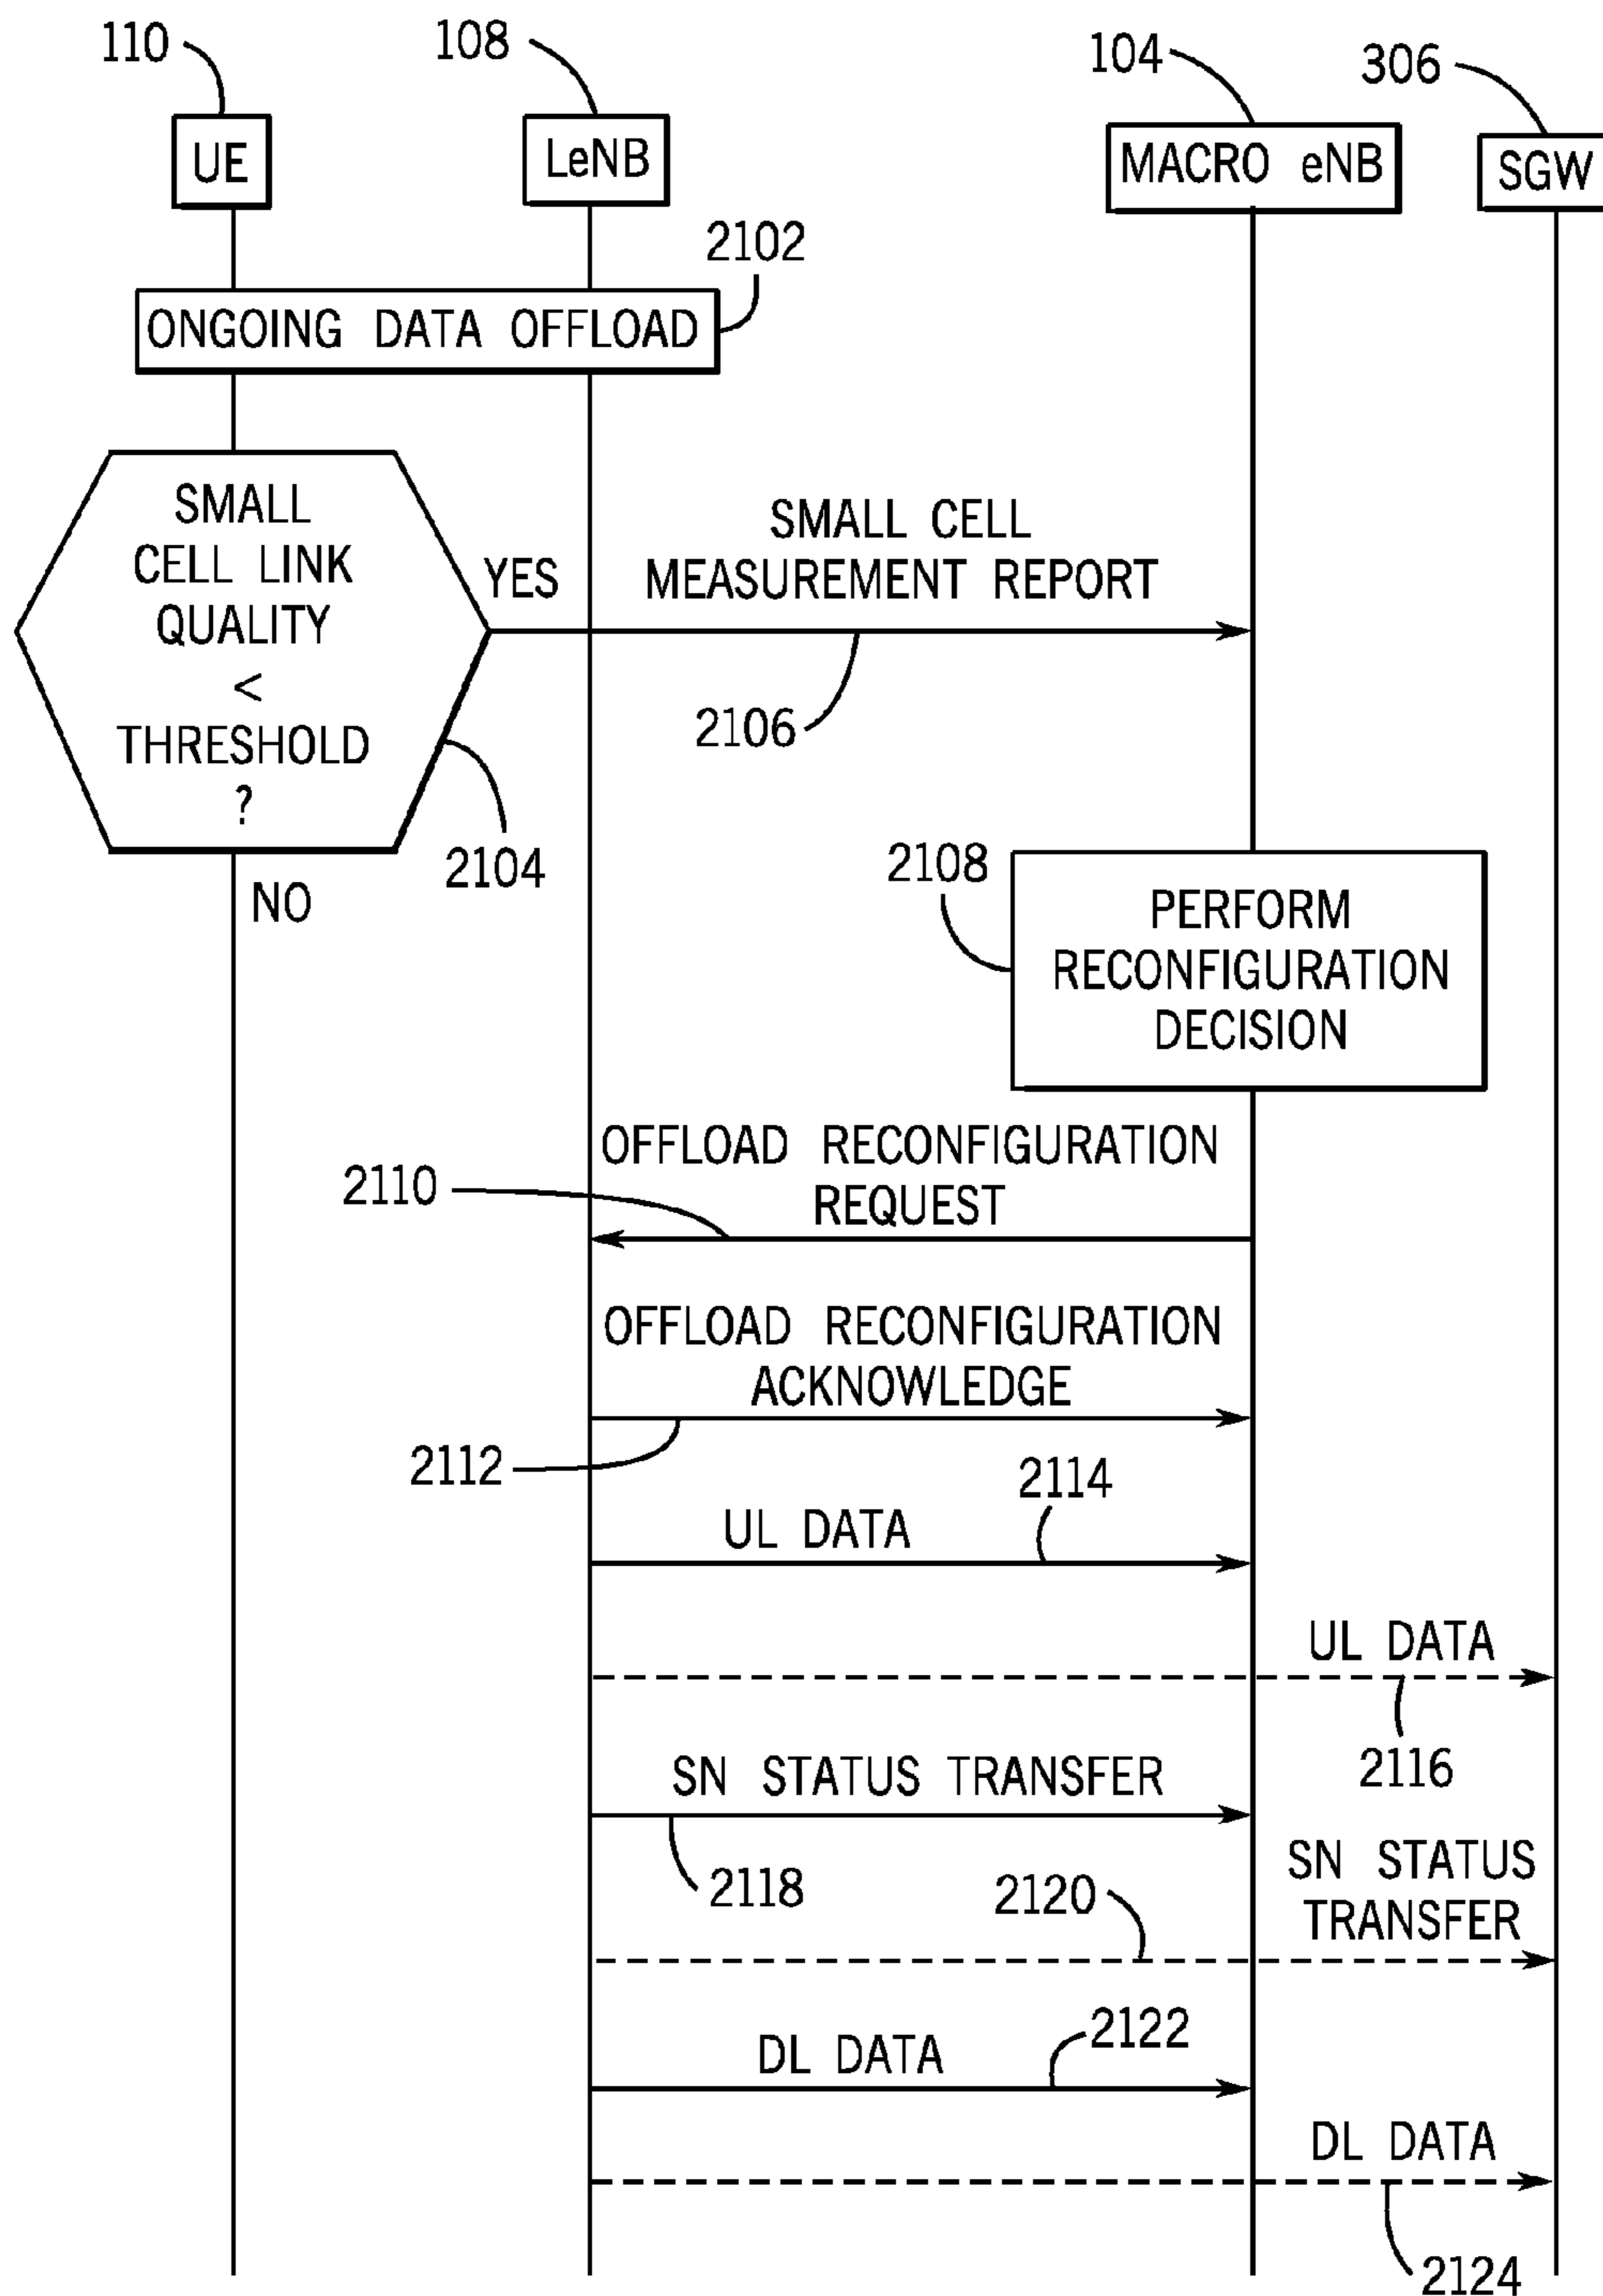 110
108
104
306
UE
LeNB
MACRO eNB
SGW
2102
ONGOING DATA OFFLOAD
SMALL
CELL LINK
QUALITY
<
THRESHOLD
?
YES
SMALL CELL
MEASUREMENT REPORT
2106
2104
NO
2108
PERFORM
RECONFIGURATION
DECISION
OFFLOAD RECONFIGURATION
REQUEST
2110
OFFLOAD RECONFIGURATION
ACKNOWLEDGE
2112
2114
UL DATA
UL DATA
2116
SN STATUS TRANSFER
2118
SN STATUS
TRANSFER
2120
2122
DL DATA
DL DATA
2124